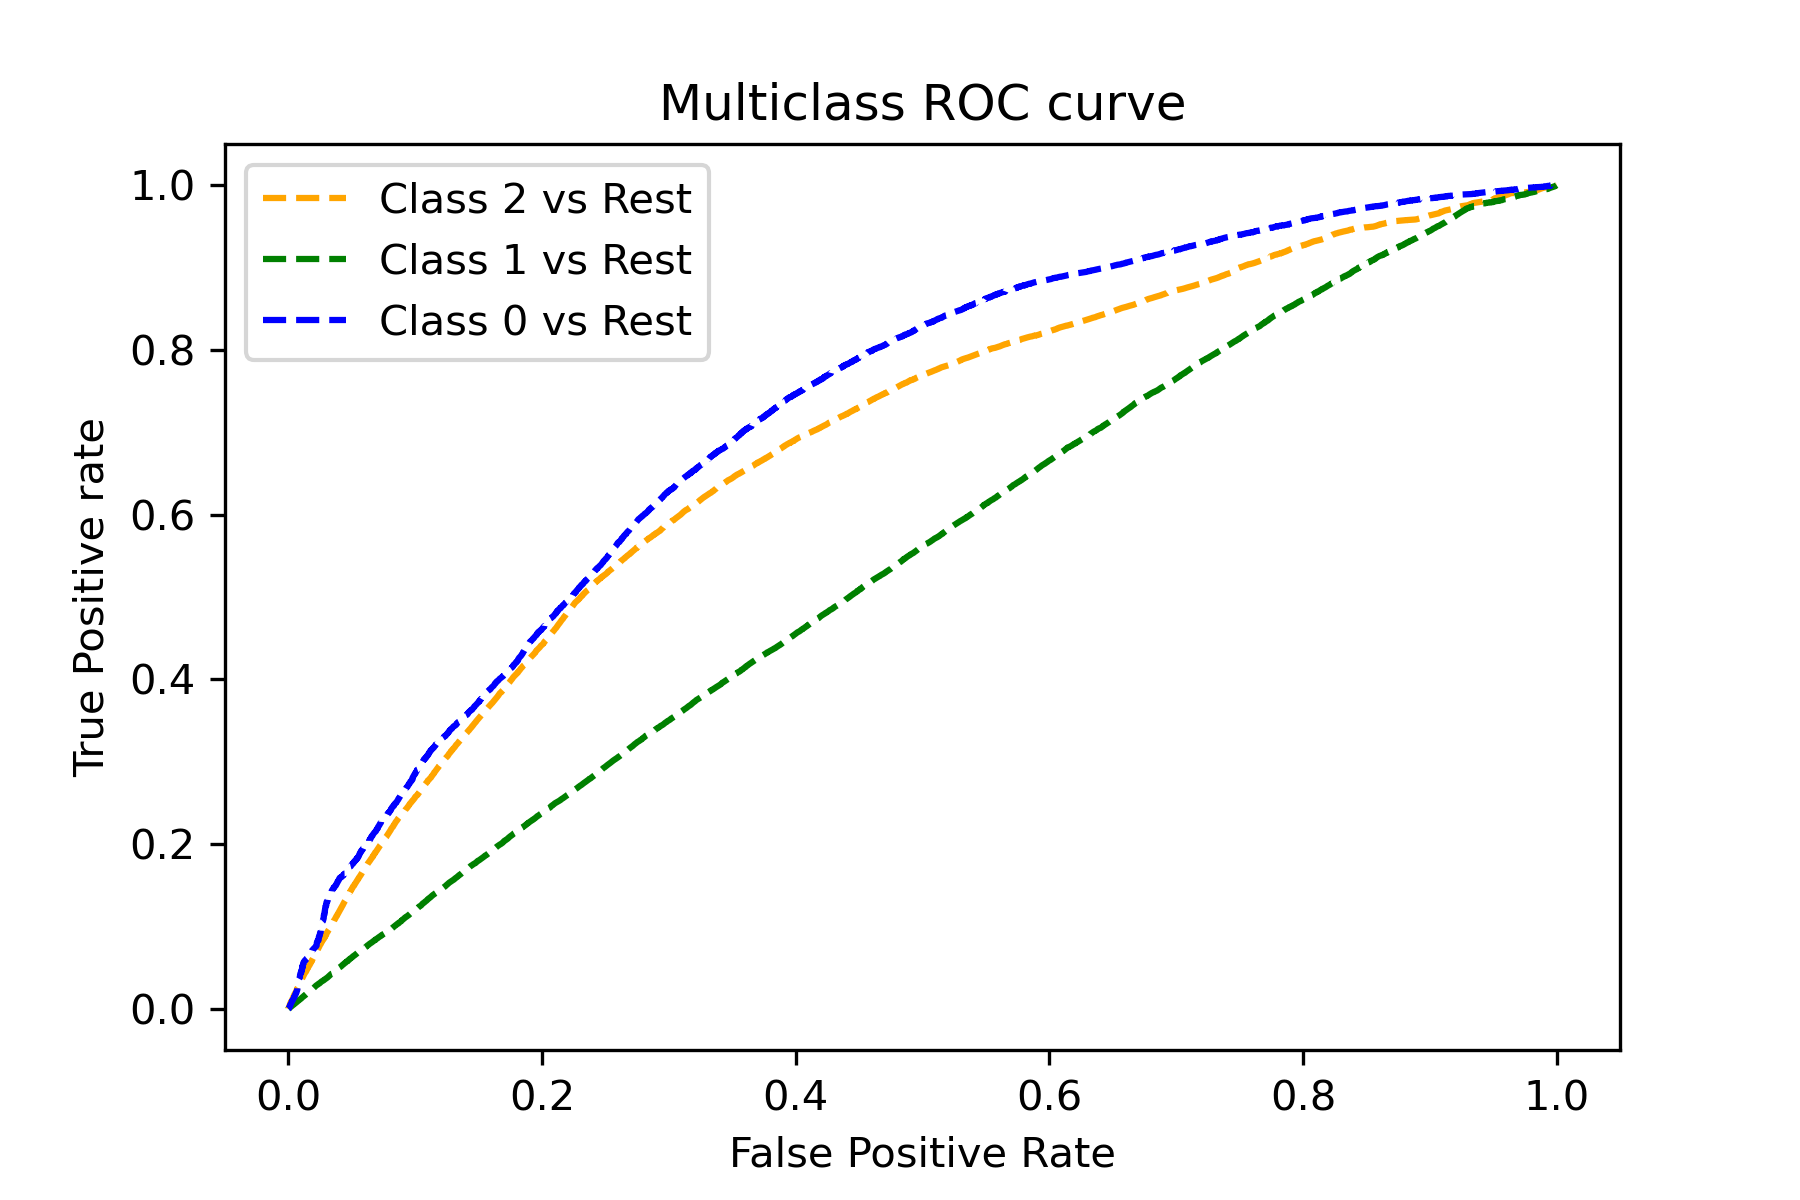 Multiclass ROC curve
Class 2 vs Rest
Class 1 vs Rest
Class 0 vs Rest
True Positive rate
1.0
0.8
0.6
0.4
0.2
0.0
0.0 0.2 0.4 0.6 0.8 1.0
False Positive Rate